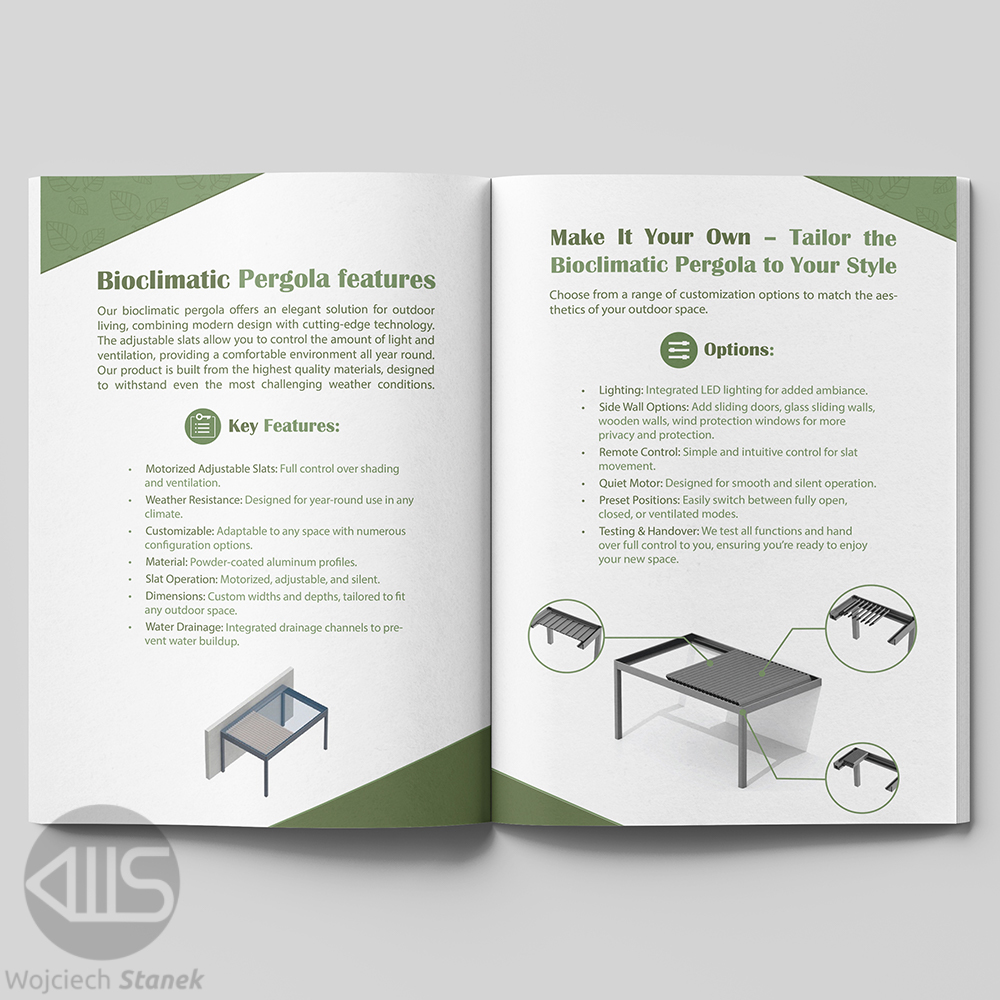 Bioclimatic Pergola features
Our bioclimatic pergola offers an elegant solution for outdoor
living, combining modern design with cutting-edge technology.
The adjustable slats allow you to control the amount of light and
ventilation, providing a comfortable environment all year round.
Our product is built from the highest quality materials, designed
to withstand even the most challenging weather conditions.
Key Features:
• Motorized Adjustable Slats: Full control over shading
and ventilation.
• Weather Resistance: Designed for year-round use in any
climate.
• Customizable: Adaptable to any space with numerous
configuration options.
• Material: Powder-coated aluminum profiles.
• Slat Operation: Motorized, adjustable, and silent.
• Dimensions: Custom widths and depths, tailored to fit
any outdoor space.
• Water Drainage: Integrated drainage channels to pre-
vent water buildup.
Make It Your Own – Tailor the
Bioclimatic Pergola to Your Style
Choose from a range of customization options to match the aes-
thetics of your outdoor space.
Options:
• Lighting: Integrated LED lighting for added ambiance.
• Side Wall Options: Add sliding doors, glass sliding walls,
wooden walls, wind protection windows for more
privacy and protection.
• Remote Control: Simple and intuitive control for slat
movement.
• Quiet Motor: Designed for smooth and silent operation.
• Preset Positions: Easily switch between fully open,
closed, or ventilated modes.
• Testing & Handover: We test all functions and hand
over full control to you, ensuring you're ready to enjoy
your new space.
Wojciech Stanek